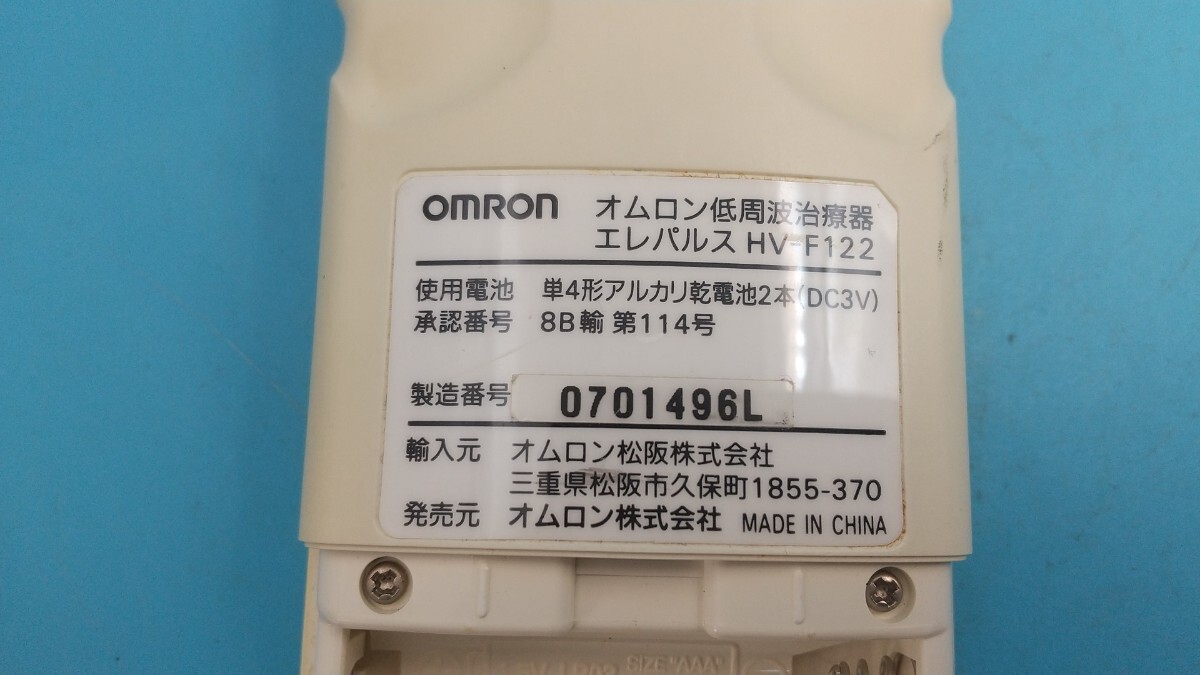 OMRON オムロン低周波治療器
エレパルス HV-F122
使用電池 単4形アルカリ乾電池2本(DC3V)
承認番号 8B輸 第114号
製造番号 0701496L
輸入元 オムロン松阪株式会社
三重県松阪市久保町1855-370
発売元 オムロン株式会社 MADE IN CHINA
SIZE "AAA"